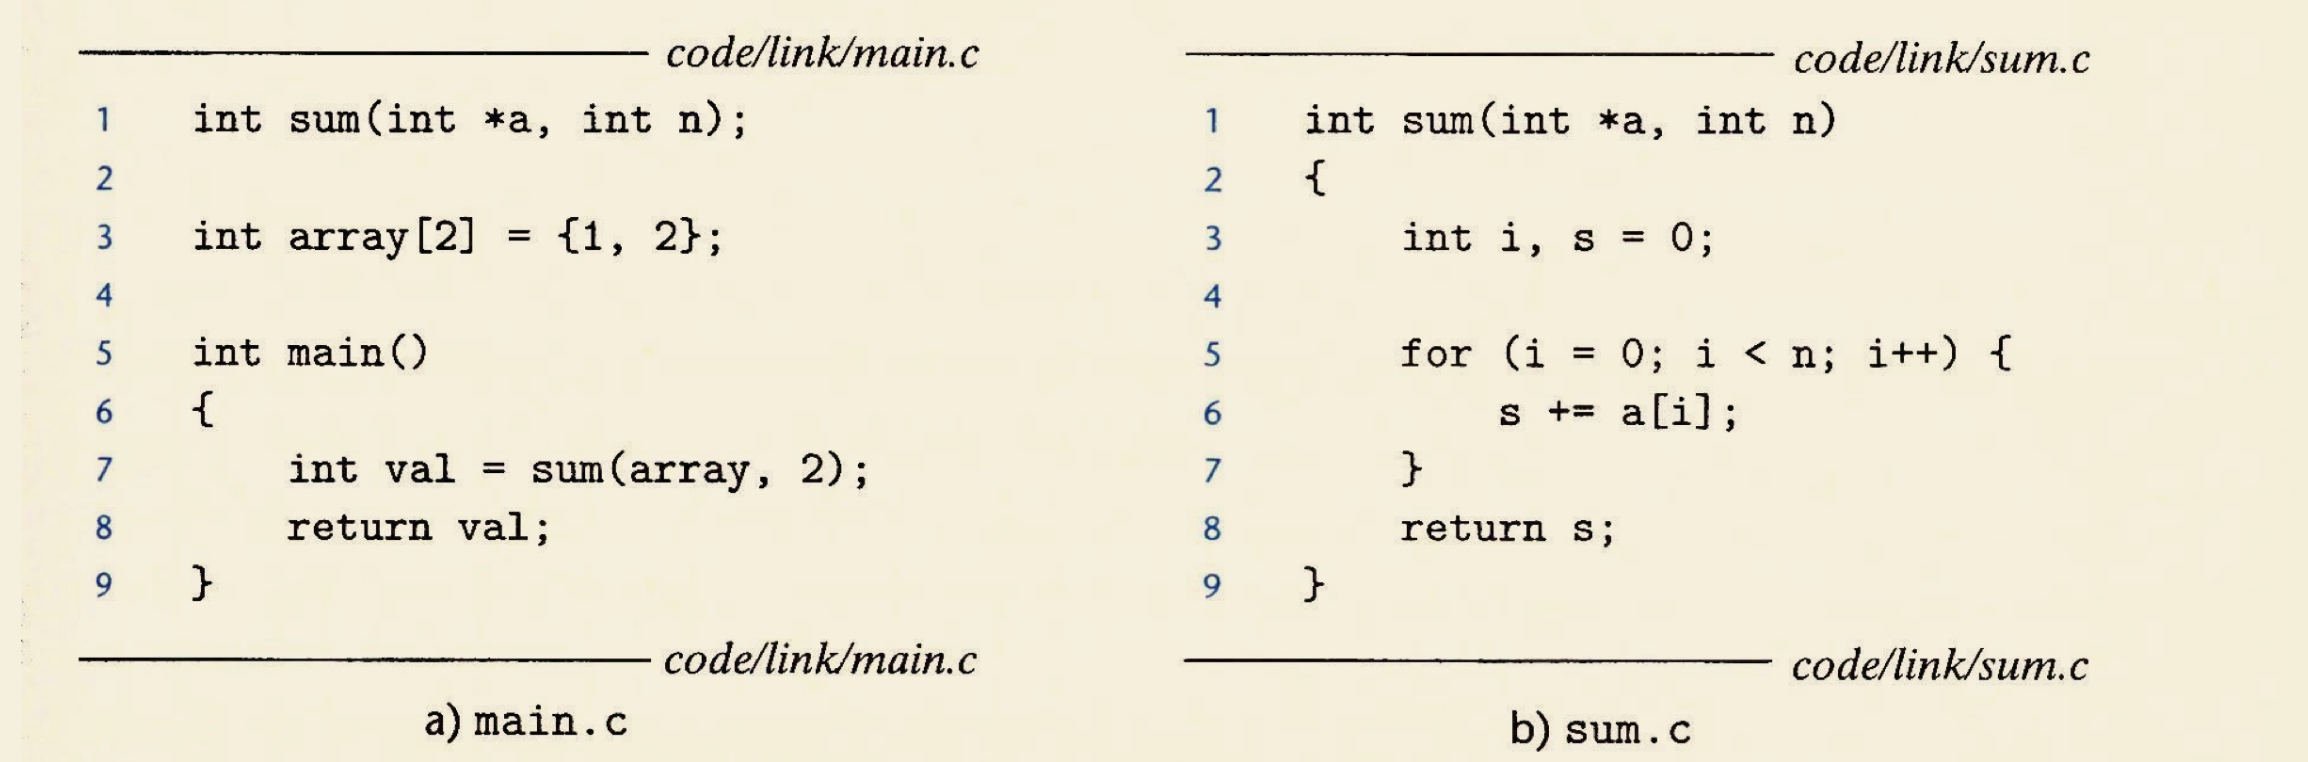 code/link/main.c
1 int sum(int *a, int n);
2
3 int array[2] = {1, 2};
4
5 int main()
6 {
7 int val = sum(array, 2);
8 return val;
9 }
code/link/main.c
a) main.c
code/link/sum.c
1 int sum(int *a, int n)
2 {
3 int i, s = 0;
4
5 for (i = 0; i < n; i++) {
6 s += a[i];
7 }
8 return s;
9 }
code/link/sum.c
b) sum.c